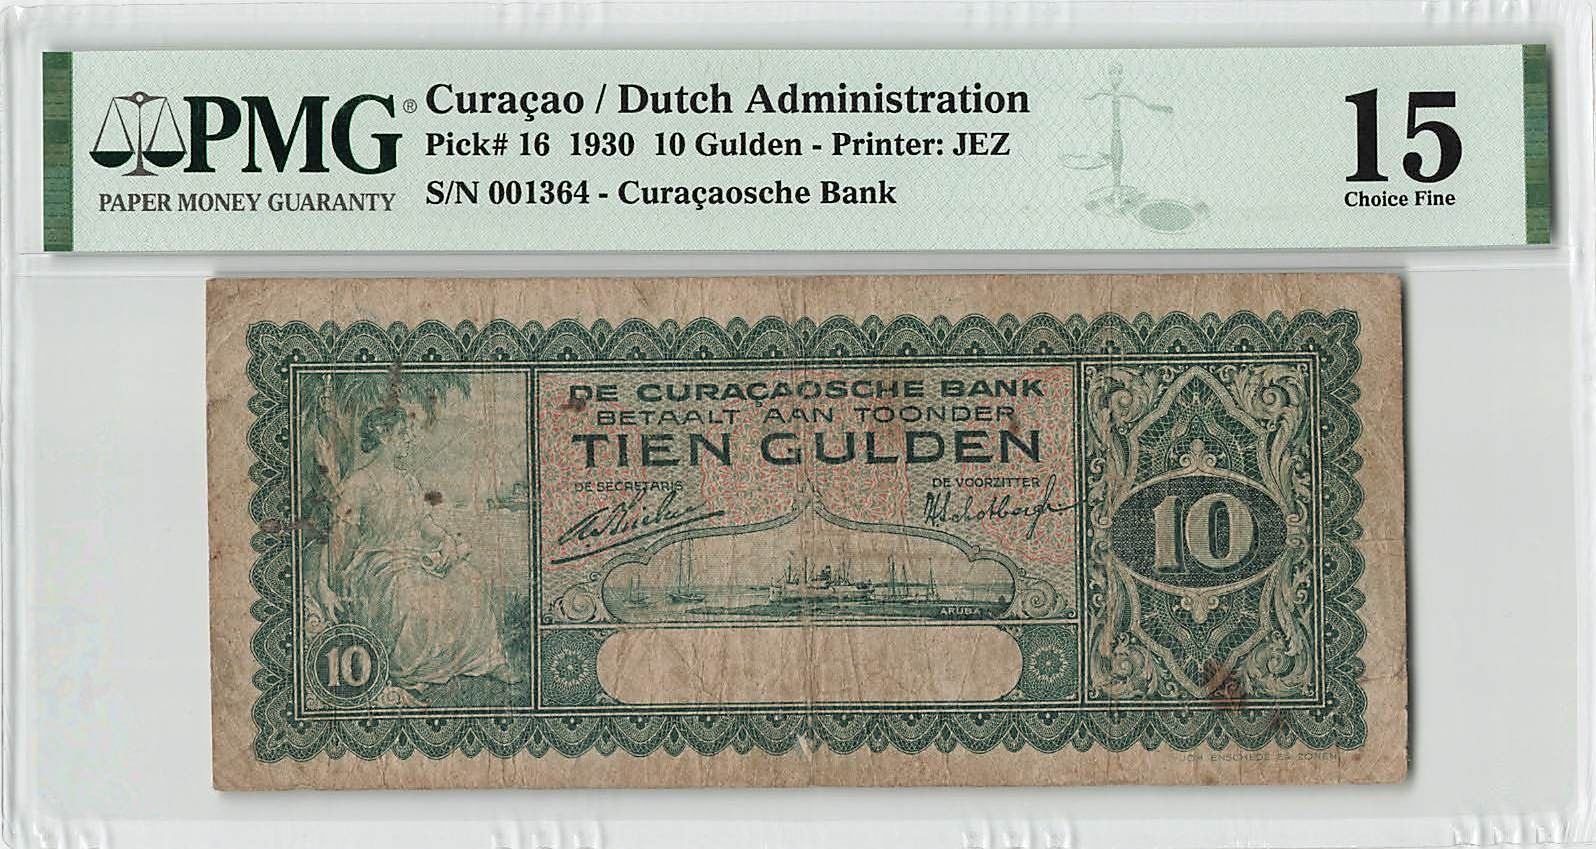 PMG®
PAPER MONEY GUARANTY
Curaçao / Dutch Administration
Pick# 16 1930 10 Gulden - Printer: JEZ
S/N 001364 - Curaçaosche Bank
15
Choice Fine
DE CURAÇAOSCHE BANK
BETAALT AAN TOONDER
TIEN GULDEN
DE SECRETARIS
DE VOORZITTER
10
ARUBA
10
JOH. ENSCHEDÉ EN ZONEN